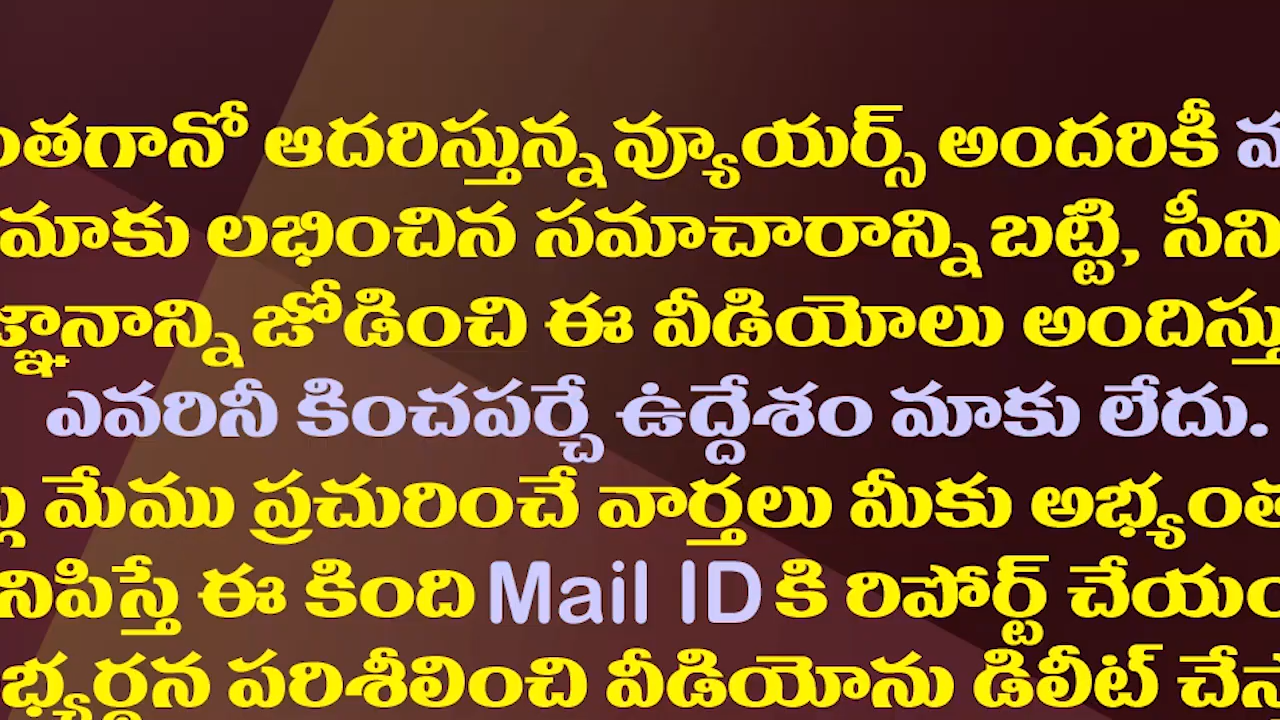 ంతగానో ఆదరిస్తున్న వ్యూయర్స్ అందరికీ
మాకు లభించిన సమాచారాన్ని బట్టి, సీని
జ్ఞానాన్ని జోడించి ఈ వీడియోలు అందిస్తు
ఎవరినీ కించపర్చే ఉద్దేశం మాకు లేదు.
మేము ప్రచురించే వార్తలు మీకు అభ్యంత
నిపిస్తే ఈ కింది Mail ID కి రిపోర్ట్ చేయం
భ్యర్థన పరిశీలించి వీడియోను డిలీట్ చేస